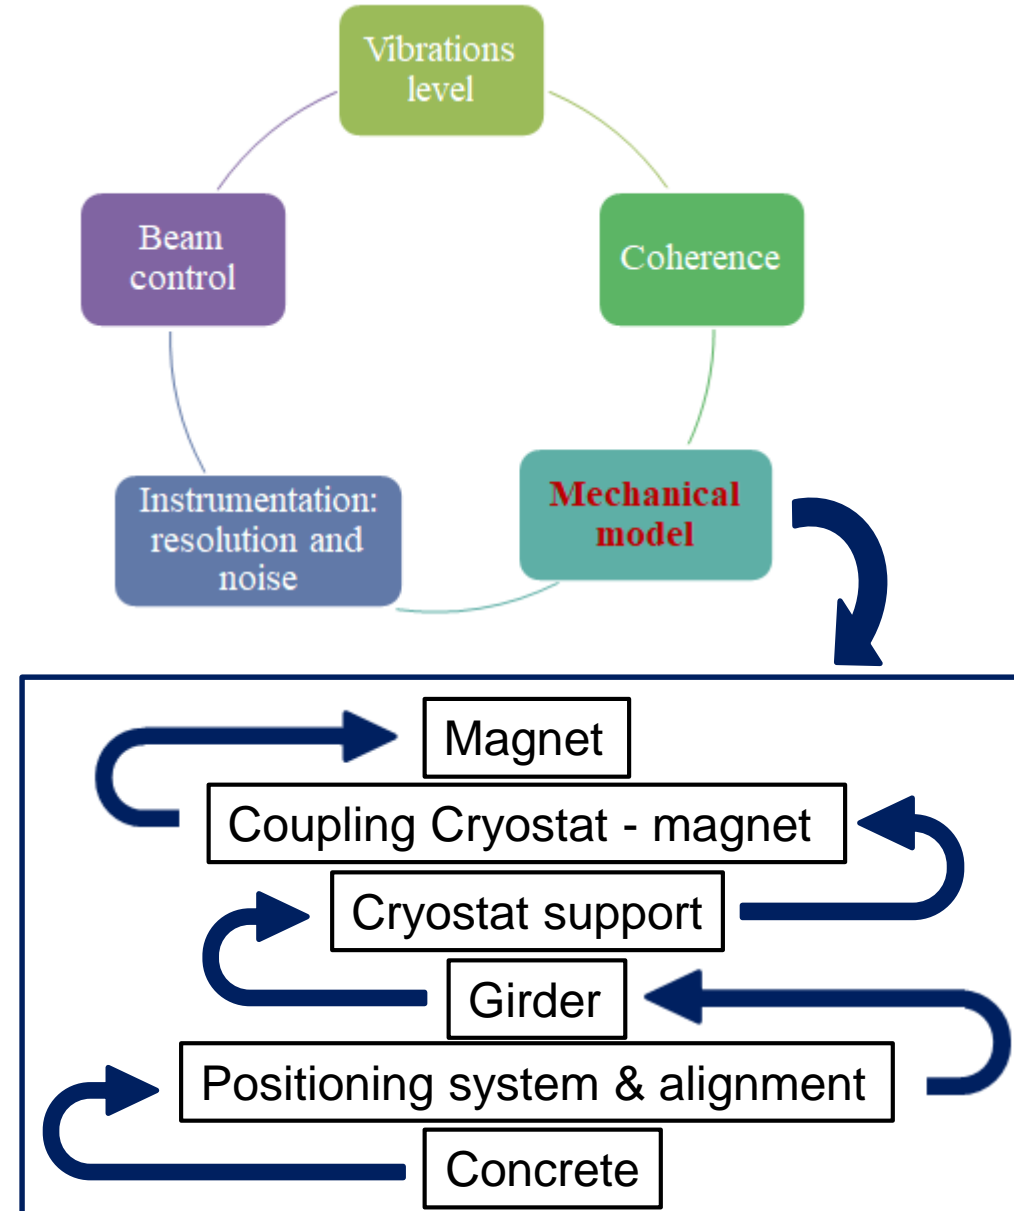 Vibrations
level
Beam
control
Coherence
Instrumentation:
resolution and
noise
Mechanical
model
Magnet
Coupling Cryostat - magnet
Cryostat support
Girder
Positioning system & alignment
Concrete